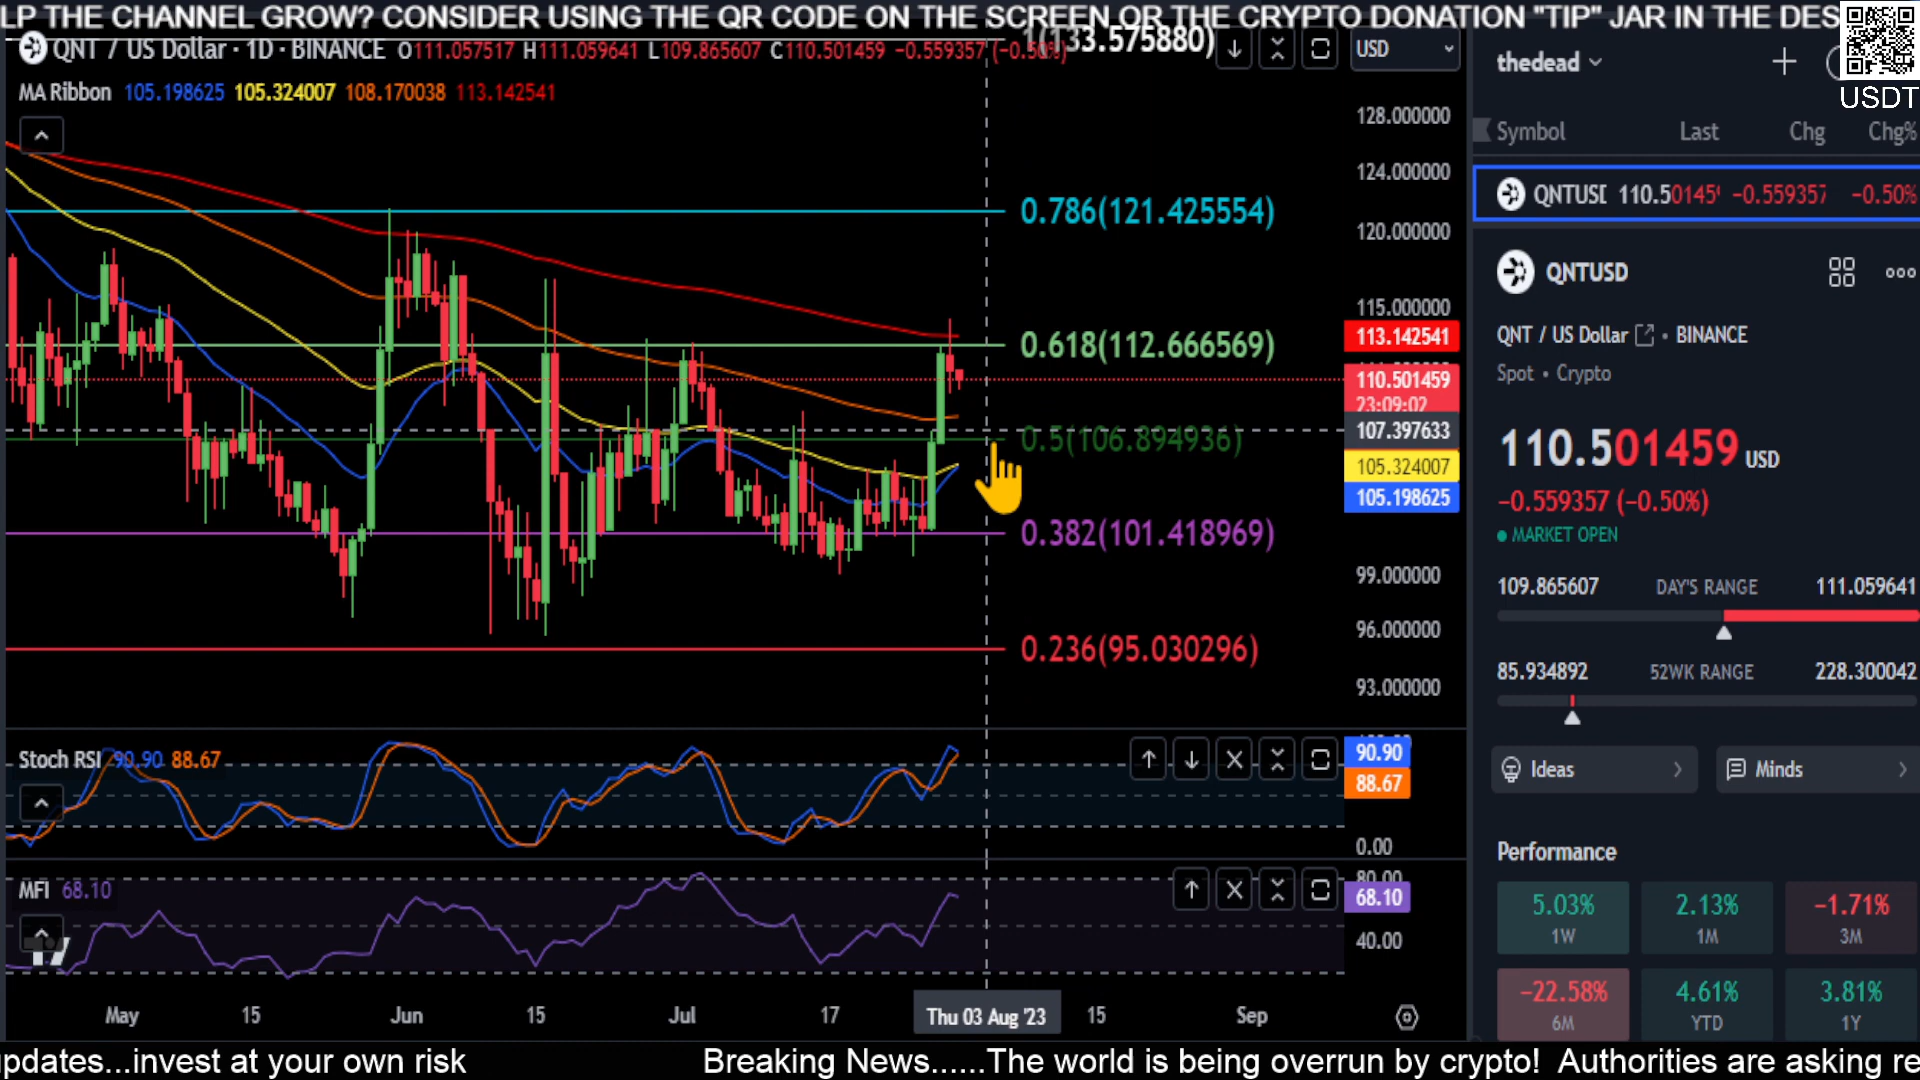 LP THE CHANNEL GROW? CONSIDER USING THE QR CODE ON THE SCREEN OR THE CRYPTO DONATION "TIP" JAR IN THE DES
QNT / US Dollar · 1D · BINANCE O111.057517 H111.059641 L109.865607 C110.501459 −0.559357 (−0.50%)
1(133.575880)
USD
MA Ribbon 105.198625 105.324007 108.170038 113.142541
128.000000
124.000000
0.786(121.425554)
120.000000
115.000000
113.142541
0.618(112.666569)
110.501459
23:09:02
107.397633
0.5(106.894936)
105.324007
105.198625
0.382(101.418969)
99.000000
96.000000
0.236(95.030296)
93.000000
Stoch RSI 90.90 88.67
90.90
88.67
0.00
MFI 68.10
80.00
68.10
40.00
May 15 Jun 15 Jul 17 Thu 03 Aug '23 15 Sep
thedead
USDT
Symbol Last Chg Chg%
QNTUSD 110.50145 −0.559357 −0.50%
QNTUSD
QNT / US Dollar · BINANCE
Spot • Crypto
110.501459 USD
−0.559357 (−0.50%)
MARKET OPEN
109.865607 DAY'S RANGE 111.059641
85.934892 52WK RANGE 228.300042
Ideas
Minds
Performance
5.03% 2.13% −1.71%
1W 1M 3M
−22.58% 4.61% 3.81%
6M YTD 1Y
updates...invest at your own risk Breaking News......The world is being overrun by crypto! Authorities are asking re